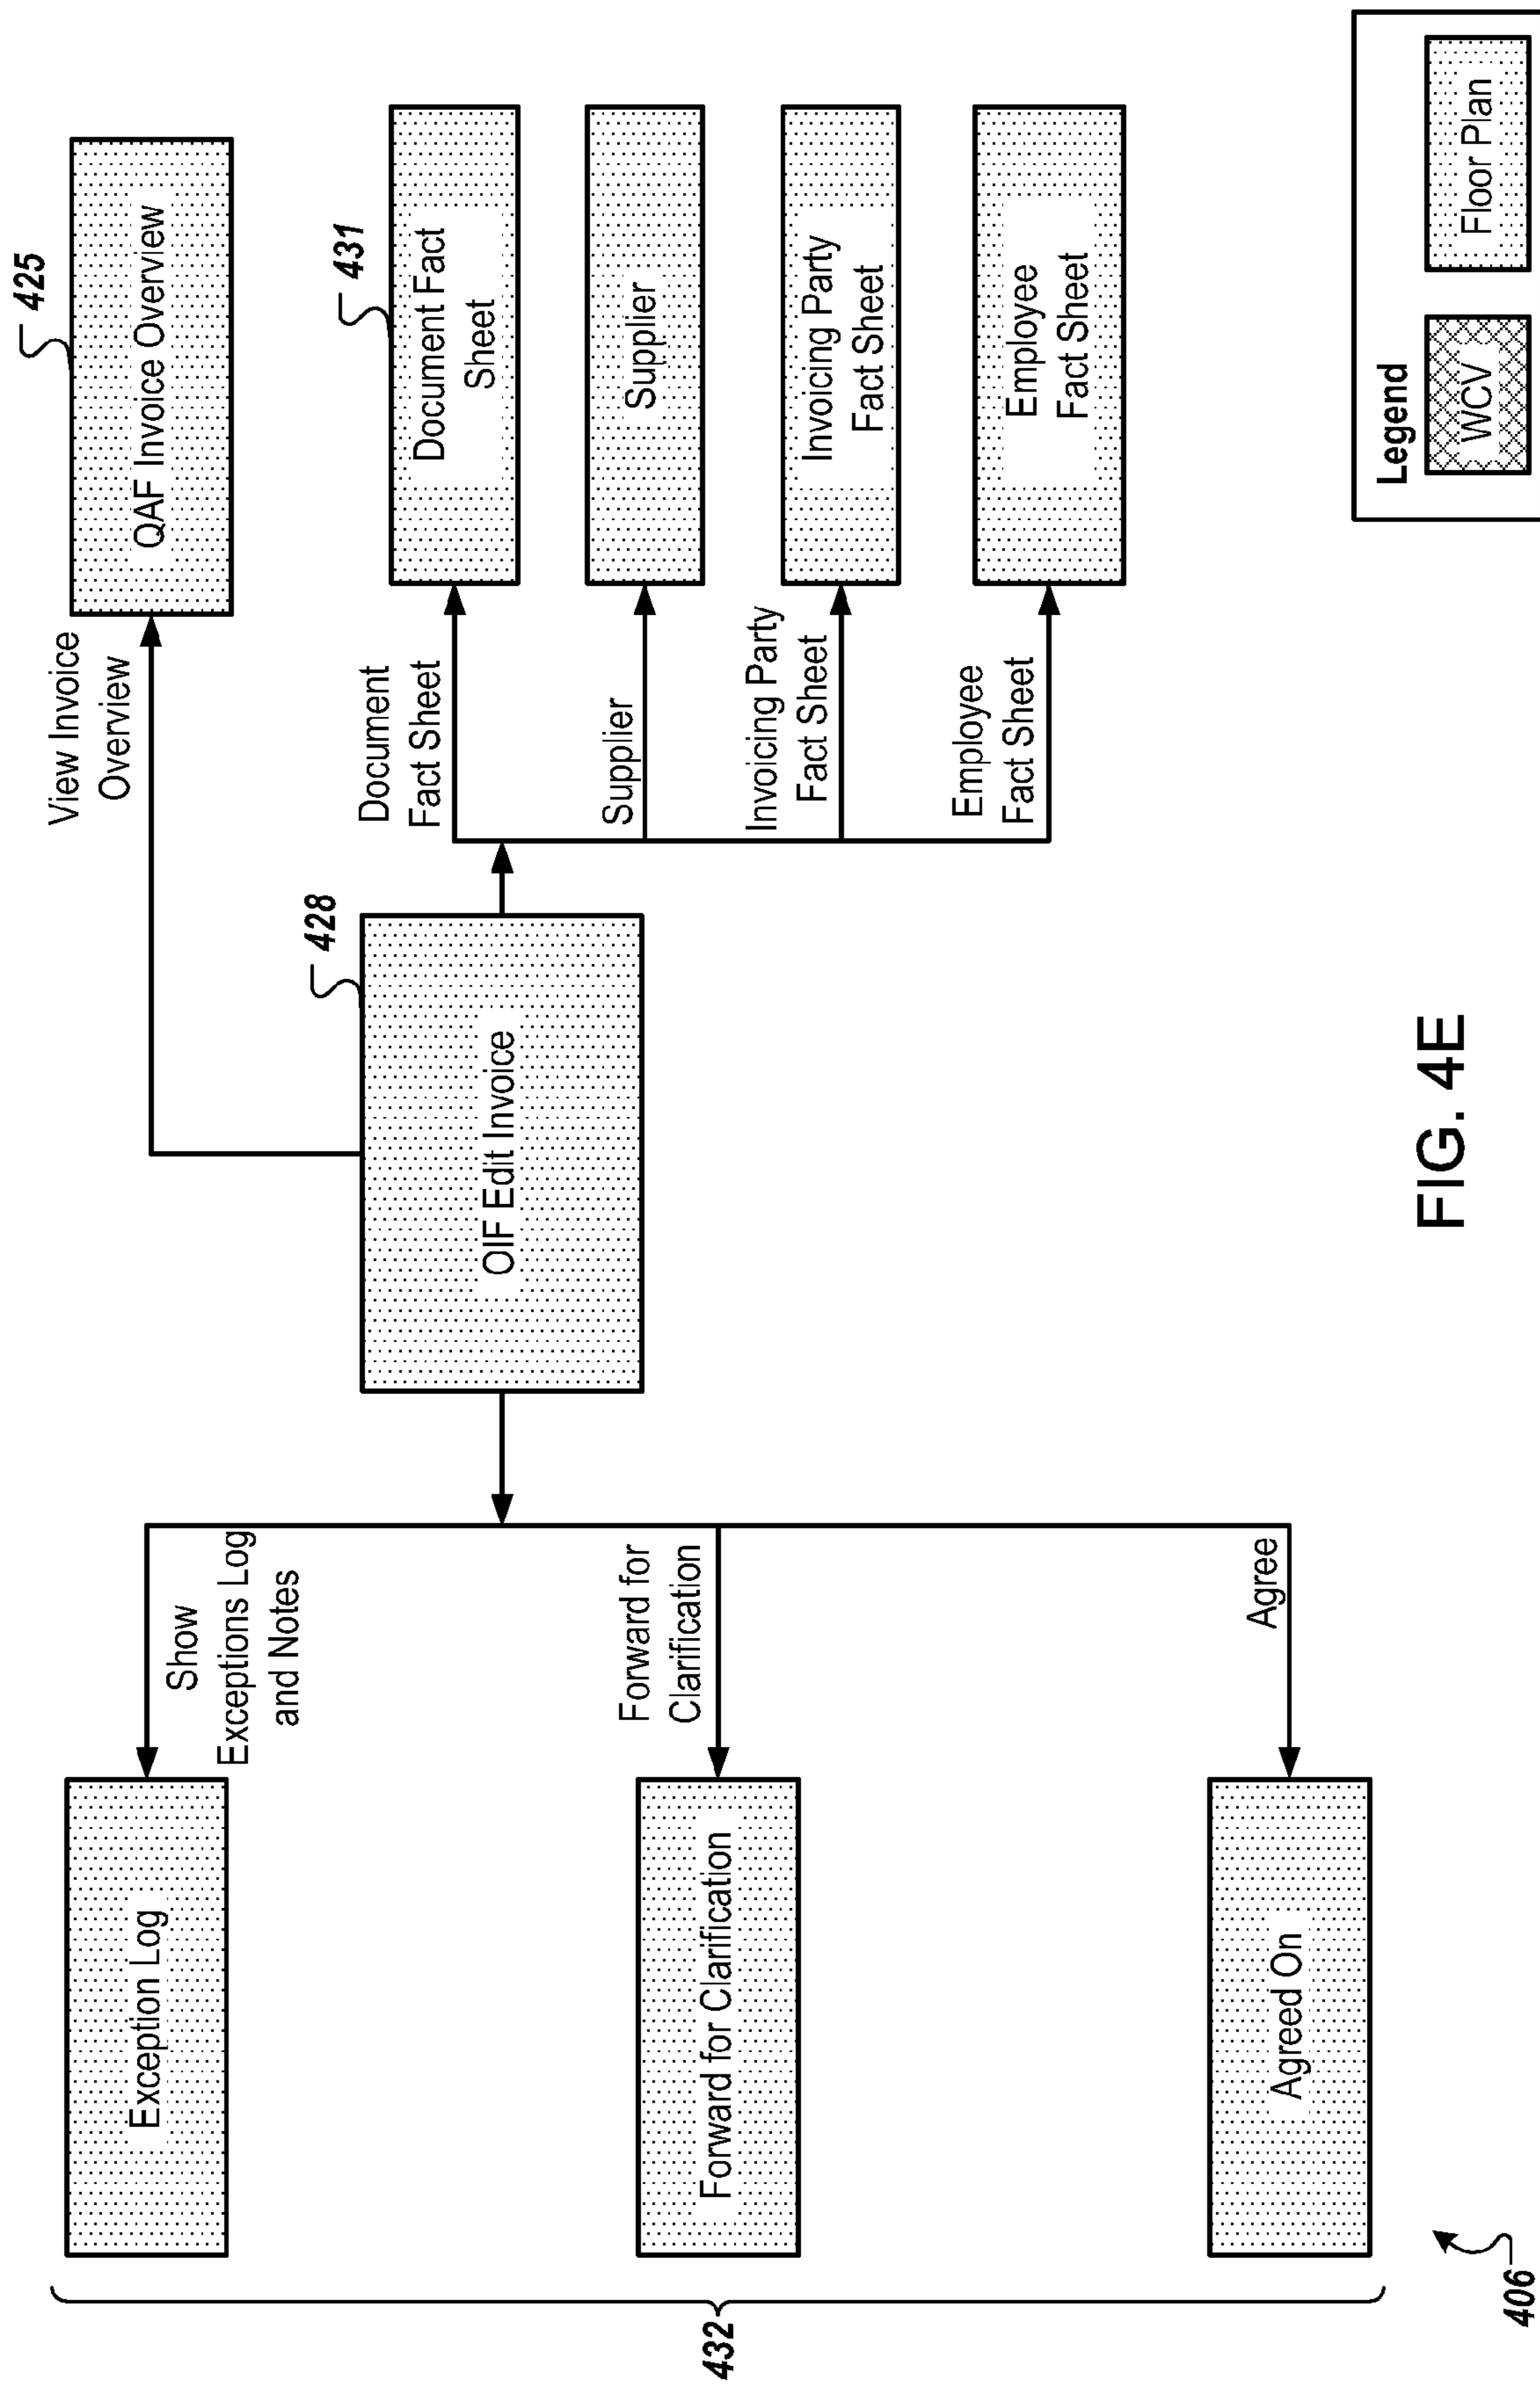 425
View Invoice
Overview
QAF Invoice Overview
Show
Exceptions Log
and Notes
Exception Log
428
OIF Edit Invoice
431
Document
Fact Sheet
Document Fact
Sheet
Supplier
Supplier
Invoicing Party
Fact Sheet
Invoicing Party
Fact Sheet
Employee
Fact Sheet
Employee
Fact Sheet
Forward for
Clarification
Forward for Clarification
Agree
Agreed On
432
406
FIG. 4E
Legend
WCV
Floor Plan